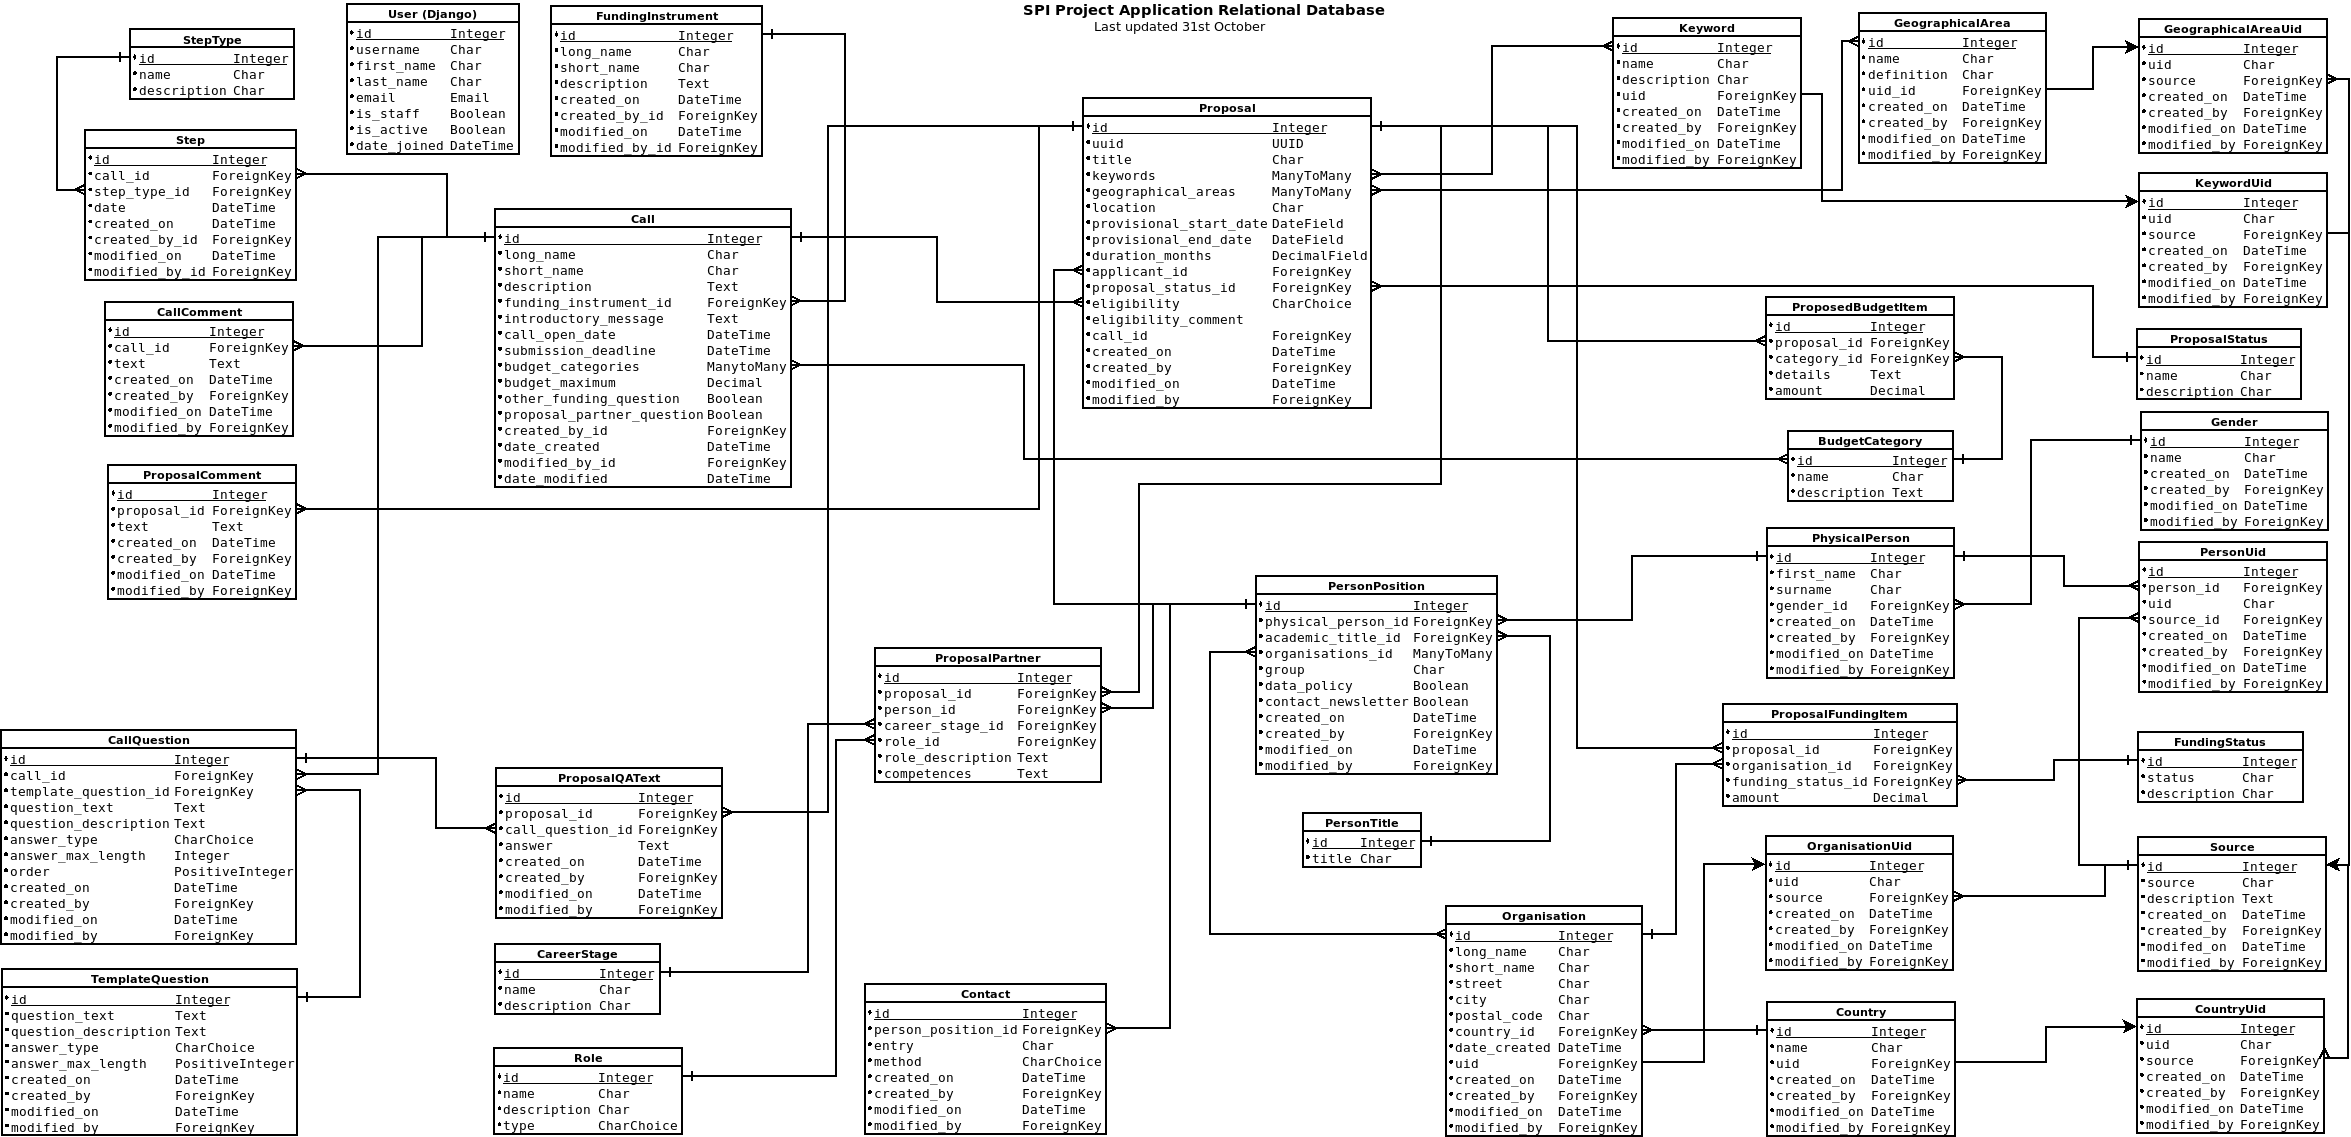 SPI Project Application Relational Database
Last updated 31st October
StepType
id Integer
name Char
description Char
User (Django)
id Integer
username Char
first_name Char
last_name Char
email Email
is_staff Boolean
is_active Boolean
date_joined DateTime
FundingInstrument
id Integer
long_name Char
short_name Char
description Text
created_on DateTime
created_by_id ForeignKey
modified_on DateTime
modified_by_id ForeignKey
Keyword
id Integer
name Char
description Char
uid ForeignKey
created_on DateTime
created_by ForeignKey
modified_on DateTime
modified_by ForeignKey
GeographicalArea
id Integer
name Char
definition Char
uid_id ForeignKey
created_on DateTime
created_by ForeignKey
modified_on DateTime
modified_by ForeignKey
GeographicalAreaUid
id Integer
uid Char
source ForeignKey
created_on DateTime
created_by ForeignKey
modified_on DateTime
modified_by ForeignKey
Step
id Integer
call_id ForeignKey
step_type_id ForeignKey
date DateTime
created_on DateTime
created_by_id ForeignKey
modified_on DateTime
modified_by_id ForeignKey
Call
id Integer
long_name Char
short_name Char
description Text
funding_instrument_id ForeignKey
introductory_message Text
call_open_date DateTime
submission_deadline DateTime
budget_categories ManytoMany
budget_maximum Decimal
other_funding_question Boolean
proposal_partner_question Boolean
created_by_id ForeignKey
date_created DateTime
modified_by_id ForeignKey
date_modified DateTime
Proposal
id Integer
uuid UUID
title Char
keywords ManyToMany
geographical_areas ManyToMany
location Char
provisional_start_date DateField
provisional_end_date DateField
duration_months DecimalField
applicant_id ForeignKey
proposal_status_id ForeignKey
eligibility CharChoice
eligibility_comment
call_id ForeignKey
created_on DateTime
created_by ForeignKey
modified_on DateTime
modified_by ForeignKey
KeywordUid
id Integer
uid Char
source ForeignKey
created_on DateTime
created_by ForeignKey
modified_on DateTime
modified_by ForeignKey
CallComment
id Integer
call_id ForeignKey
text Text
created_on DateTime
created_by ForeignKey
modified_on DateTime
modified_by ForeignKey
ProposedBudgetItem
id Integer
proposal_id ForeignKey
category_id ForeignKey
details Text
amount Decimal
ProposalStatus
id Integer
name Char
description Char
BudgetCategory
id Integer
name Char
description Text
Gender
id Integer
name Char
created_on DateTime
created_by ForeignKey
modified_on DateTime
modified_by ForeignKey
ProposalComment
id Integer
proposal_id ForeignKey
text Text
created_on DateTime
created_by ForeignKey
modified_on DateTime
modified_by ForeignKey
PhysicalPerson
id Integer
first_name Char
surname Char
gender_id ForeignKey
created_on DateTime
created_by ForeignKey
modified_on DateTime
modified_by ForeignKey
PersonUid
id Integer
person_id ForeignKey
uid Char
source_id ForeignKey
created_on DateTime
created_by ForeignKey
modified_on DateTime
modified_by ForeignKey
PersonPosition
id Integer
physical_person_id ForeignKey
academic_title_id ForeignKey
organisations_id ManyToMany
group Char
data_policy Boolean
contact_newsletter Boolean
created_on DateTime
created_by ForeignKey
modified_on DateTime
modified_by ForeignKey
ProposalPartner
id Integer
proposal_id ForeignKey
person_id ForeignKey
career_stage_id ForeignKey
role_id ForeignKey
role_description Text
competences Text
ProposalFundingItem
id Integer
proposal_id ForeignKey
organisation_id ForeignKey
funding_status_id ForeignKey
amount Decimal
FundingStatus
id Integer
status Char
description Char
CallQuestion
id Integer
call_id ForeignKey
template_question_id ForeignKey
question_text Text
question_description Text
answer_type CharChoice
answer_max_length Integer
order PositiveInteger
created_on DateTime
created_by ForeignKey
modified_on DateTime
modified_by ForeignKey
ProposalQAText
id Integer
proposal_id ForeignKey
call_question_id ForeignKey
answer Text
created_on DateTime
created_by ForeignKey
modified_on DateTime
modified_by ForeignKey
PersonTitle
id Integer
title Char
OrganisationUid
id Integer
uid Char
source ForeignKey
created_on DateTime
created_by ForeignKey
modified_on DateTime
modified_by ForeignKey
Source
id Integer
source Char
description Text
created_on DateTime
created_by ForeignKey
modifed_on DateTime
modified_by ForeignKey
Organisation
id Integer
long_name Char
short_name Char
street Char
city Char
postal_code Char
country_id ForeignKey
date_created DateTime
uid ForeignKey
created_on DateTime
created_by ForeignKey
modified_on DateTime
modified_by ForeignKey
CareerStage
id Integer
name Char
description Char
TemplateQuestion
id Integer
question_text Text
question_description Text
answer_type CharChoice
answer_max_length PositiveInteger
created_on DateTime
created_by ForeignKey
modified_on DateTime
modified_by ForeignKey
Contact
id Integer
person_position_id ForeignKey
entry Char
method CharChoice
created_on DateTime
created_by ForeignKey
modified_on DateTime
modified_by ForeignKey
Role
id Integer
name Char
description Char
type CharChoice
Country
id Integer
name Char
uid ForeignKey
created_on DateTime
created_by ForeignKey
modified_on DateTime
modified_by ForeignKey
CountryUid
id Integer
uid Char
source ForeignKey
created_on DateTime
created_by ForeignKey
modified_on DateTime
modified_by ForeignKey